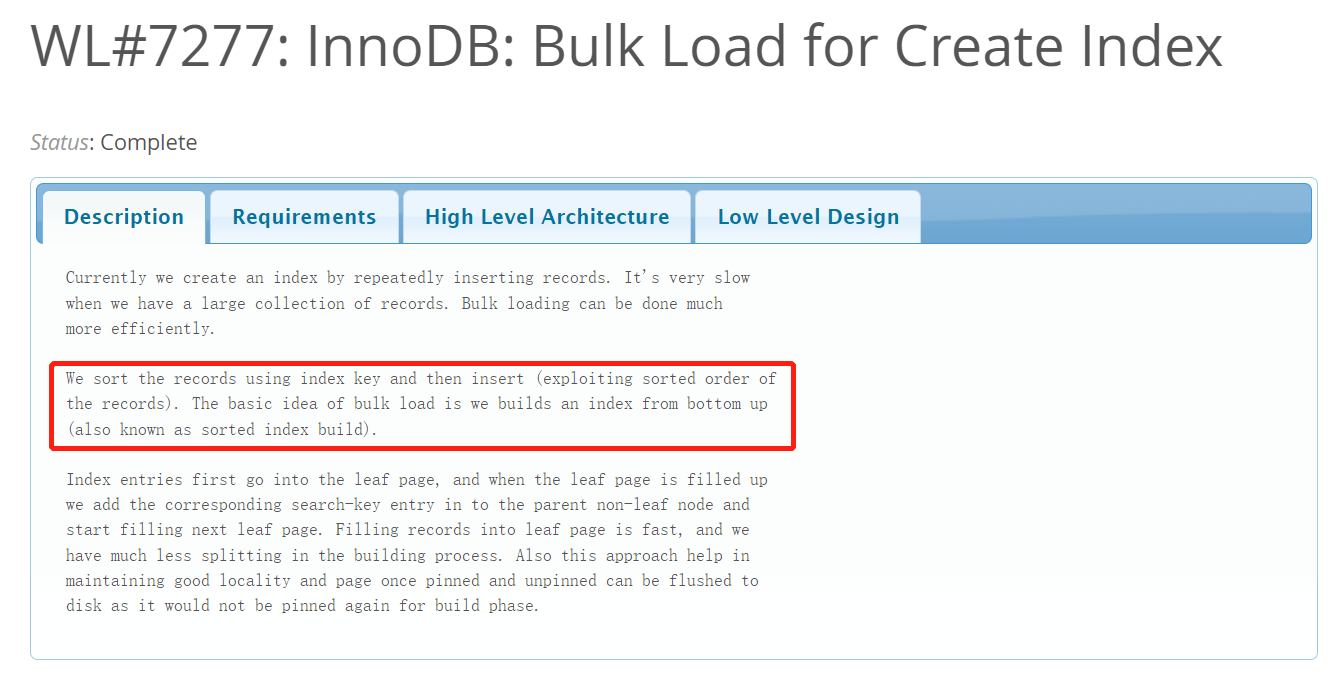 WL#7277: InnoDB: Bulk Load for Create Index
Status: Complete
Description Requirements High Level Architecture Low Level Design
Currently we create an index by repeatedly inserting records. It's very slow
when we have a large collection of records. Bulk loading can be done much
more efficiently.
We sort the records using index key and then insert (exploiting sorted order of
the records). The basic idea of bulk load is we builds an index from bottom up
(also known as sorted index build).
Index entries first go into the leaf page, and when the leaf page is filled up
we add the corresponding search-key entry in to the parent non-leaf node and
start filling next leaf page. Filling records into leaf page is fast, and we
have much less splitting in the building process. Also this approach help in
maintaining good locality and page once pinned and unpinned can be flushed to
disk as it would not be pinned again for build phase.